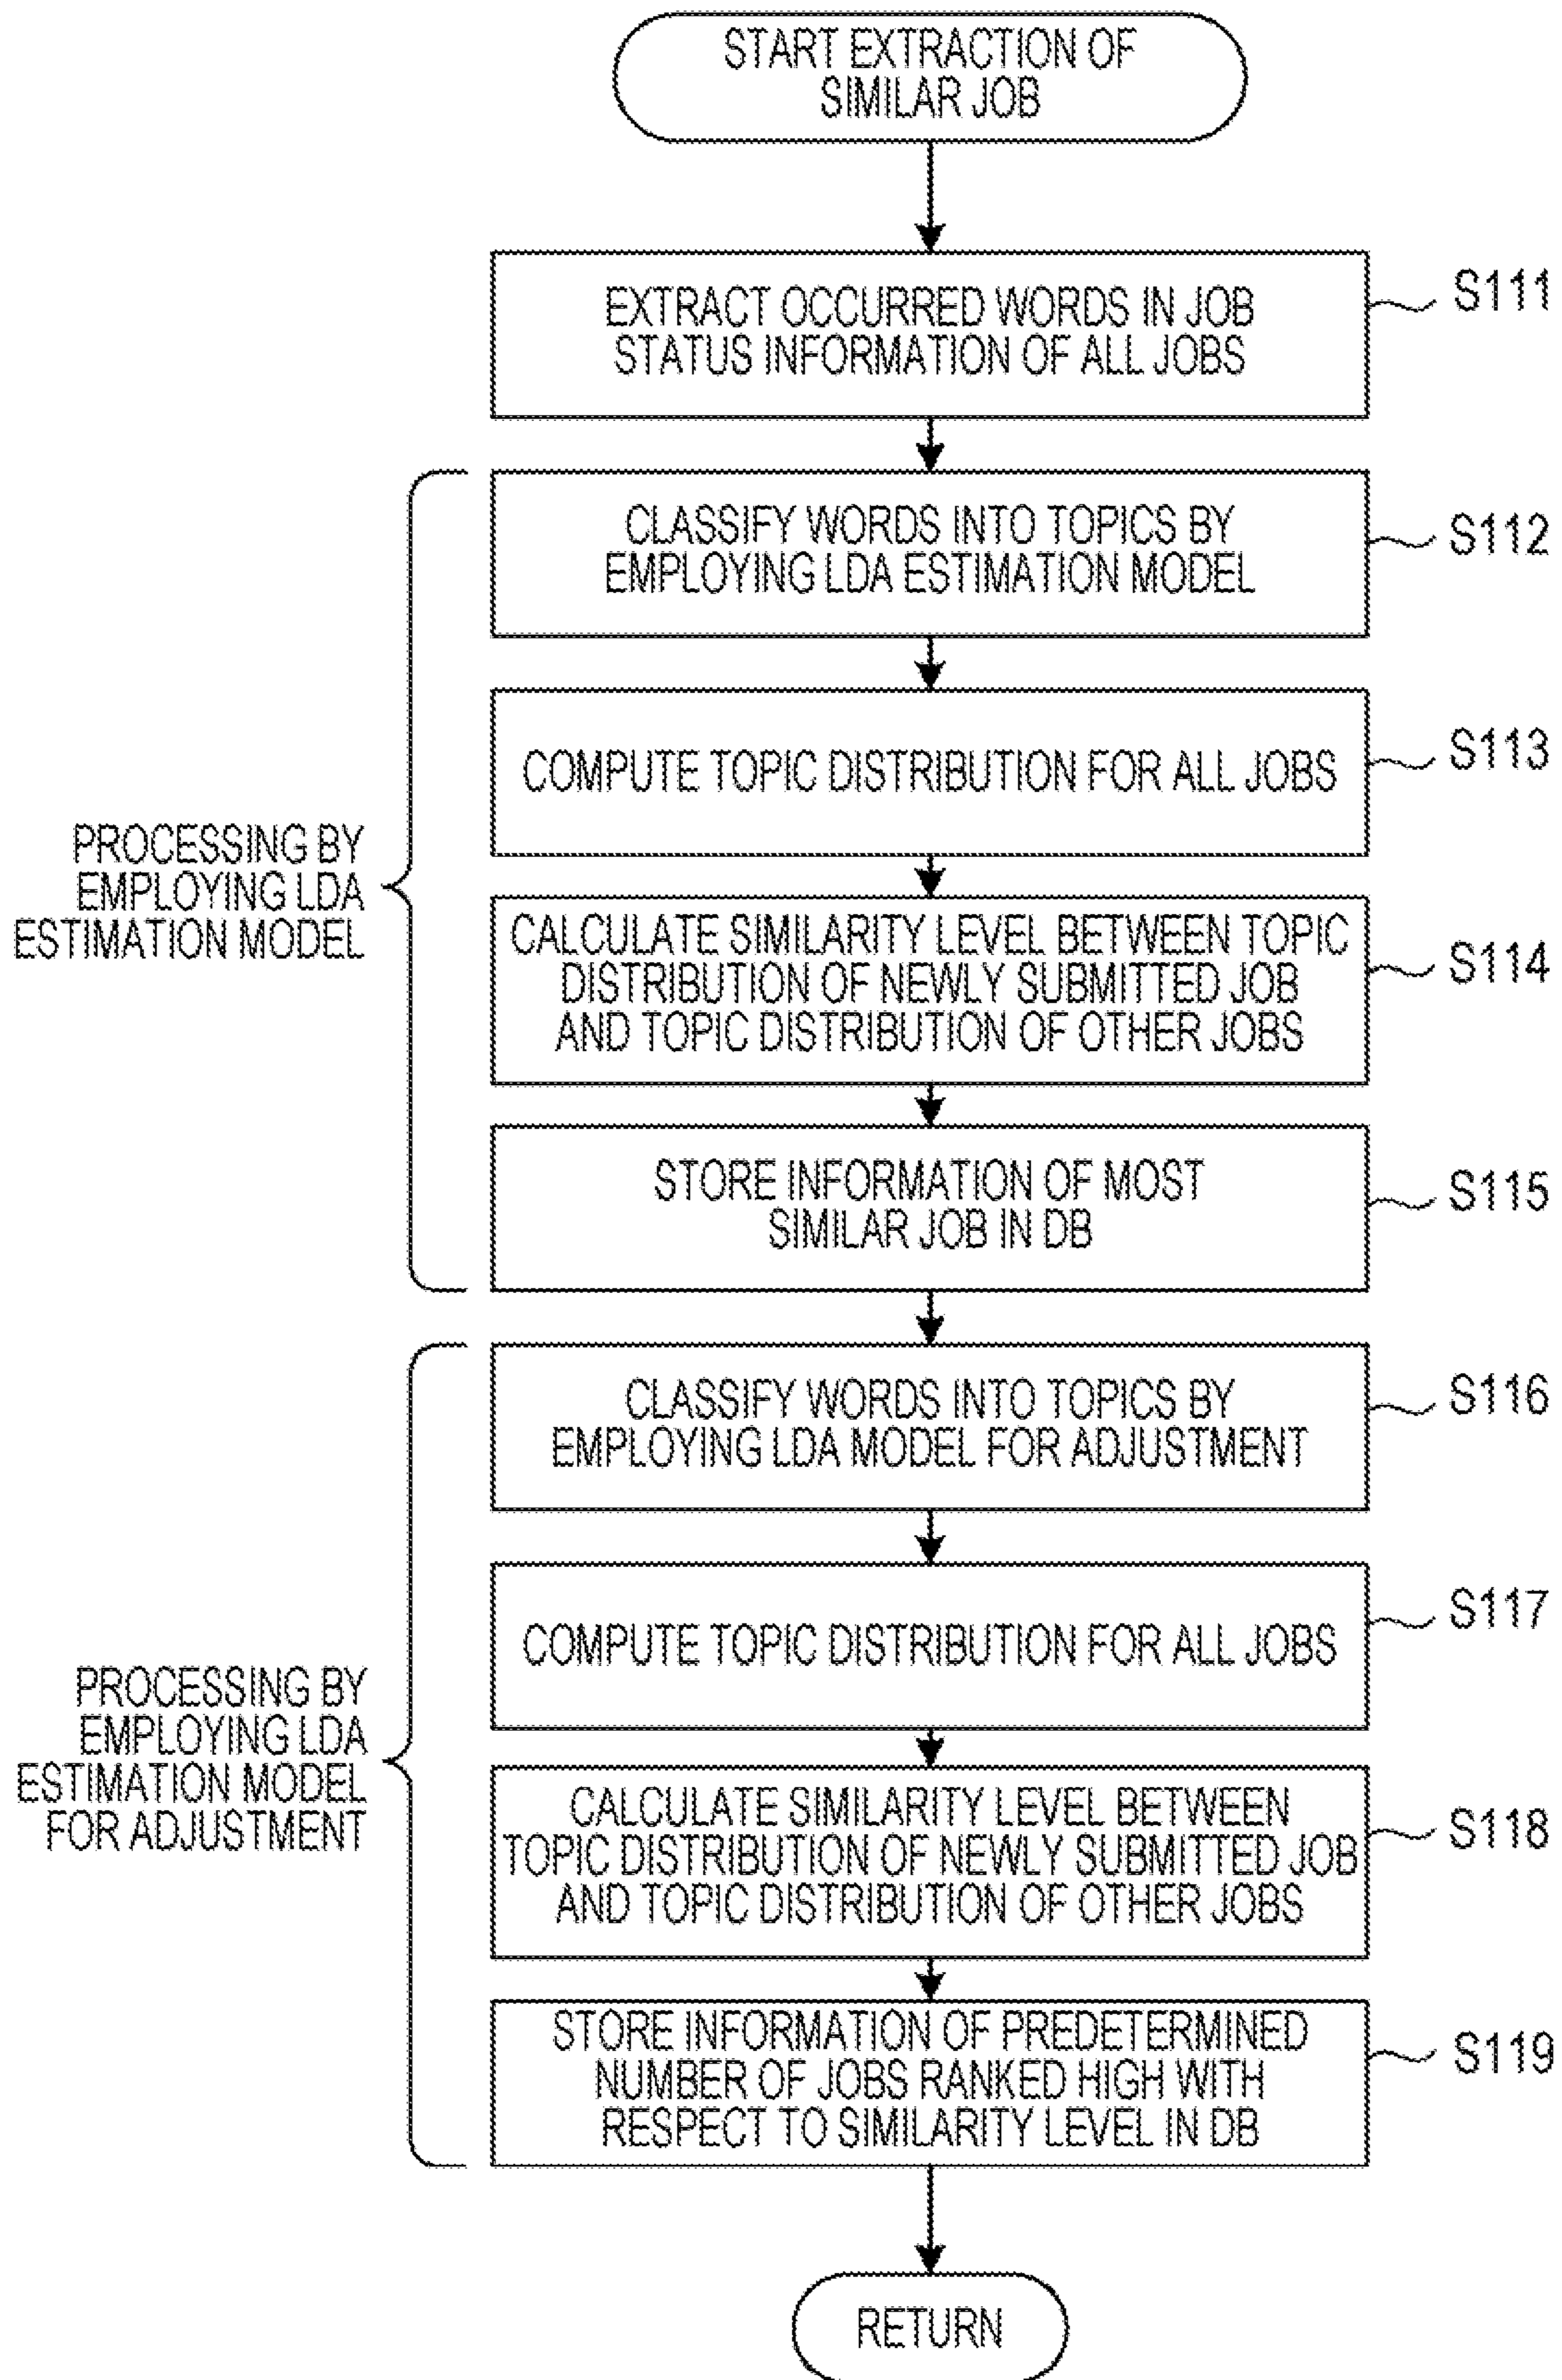 START EXTRACTION OF
SIMILAR JOB
EXTRACT OCCURRED WORDS IN JOB
STATUS INFORMATION OF ALL JOBS
S111
CLASSIFY WORDS INTO TOPICS BY
EMPLOYING LDA ESTIMATION MODEL
S112
COMPUTE TOPIC DISTRIBUTION FOR ALL JOBS
S113
PROCESSING BY
EMPLOYING LDA
ESTIMATION MODEL
CALCULATE SIMILARITY LEVEL BETWEEN TOPIC
DISTRIBUTION OF NEWLY SUBMITTED JOB
AND TOPIC DISTRIBUTION OF OTHER JOBS
S114
STORE INFORMATION OF MOST
SIMILAR JOB IN DB
S115
CLASSIFY WORDS INTO TOPICS BY
EMPLOYING LDA MODEL FOR ADJUSTMENT
S116
COMPUTE TOPIC DISTRIBUTION FOR ALL JOBS
S117
PROCESSING BY
EMPLOYING LDA
ESTIMATION MODEL
FOR ADJUSTMENT
CALCULATE SIMILARITY LEVEL BETWEEN
TOPIC DISTRIBUTION OF NEWLY SUBMITTED JOB
AND TOPIC DISTRIBUTION OF OTHER JOBS
S118
STORE INFORMATION OF PREDETERMINED
NUMBER OF JOBS RANKED HIGH WITH
RESPECT TO SIMILARITY LEVEL IN DB
S119
RETURN